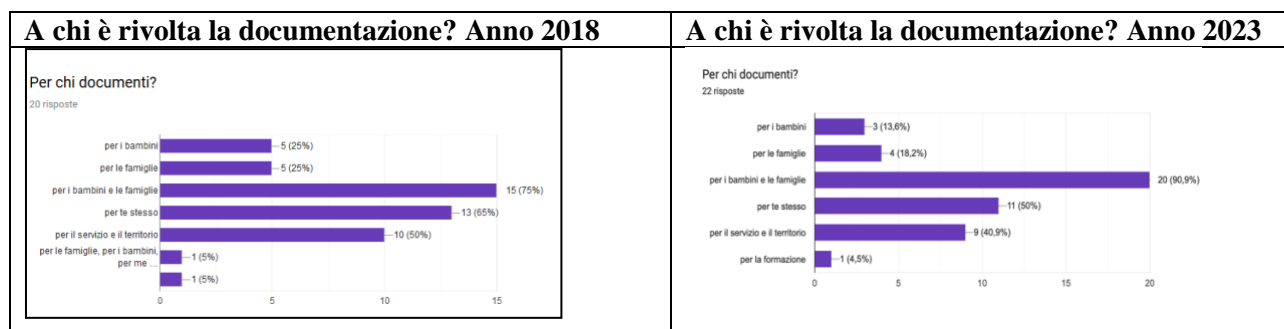 A chi è rivolta la documentazione? Anno 2018
Per chi documenti?
20 risposte
per i bambini
5 (25%)
per le famiglie
5 (25%)
per i bambini e le famiglie
15 (75%)
per te stesso
13 (65%)
per il servizio e il territorio
10 (50%)
per le famiglie, per i bambini,
per me ...
1 (5%)
1 (5%)
0 5 10 15
A chi è rivolta la documentazione? Anno 2023
Per chi documenti?
22 risposte
per i bambini
3 (13,6%)
per le famiglie
4 (18,2%)
per i bambini e le famiglie
20 (90,9%)
per te stesso
11 (50%)
per il servizio e il territorio
9 (40,9%)
per la formazione
1 (4,5%)
0 5 10 15 20